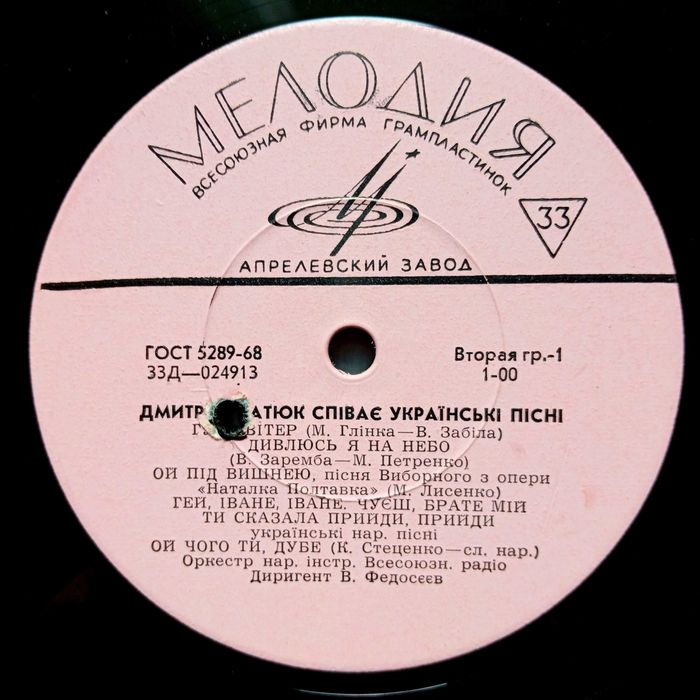 МЕЛОДИЯ
ВСЕСОЮЗНАЯ ФИРМА ГРАМПЛАСТИНОК
33
АПРЕЛЕВСКИЙ ЗАВОД
ГОСТ 5289-68
Вторая гр.-1
33Д—024913
1-00
СПІВАЄ УКРАЇНСЬКІ ПІСНІ
(М. Глінка—В. Забіла)
ДИВЛЮСЬ Я НА НЕБО
(В. Заремба—М. Петренко)
ОЙ ПІД ВИШНЕЮ, пісня Виборного з опери
«Наталка Полтавка» (М. Лисенко)
ГЕЙ, ІВАНЕ, ІВАНЕ. ЧУЄШ, БРАТЕ МІЙ
ТИ СКАЗАЛА ПРИЙДИ, ПРИЙДИ
українські нар. пісні
ОЙ ЧОГО ТИ, ДУБЕ (К. Стеценко—сл. нар.)
Оркестр нар. інстр. Всесоюзн. радіо
Диригент В. Федосєєв